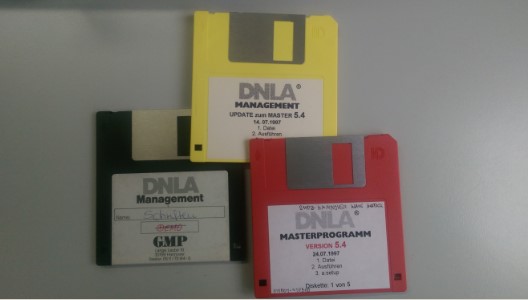 DNLA®
MANAGEMENT
UPDATE zum MASTER 5.4
14.07.1997
1. Datei
2. Ausführen
DNLA
Management
Name:
Schriften
GMP
DNLA®
MASTERPROGRAMM
VERSION 5.4
24.07.1997
1. Datei
2. Ausführen
3. a:setup
Diskette: 1 von 5